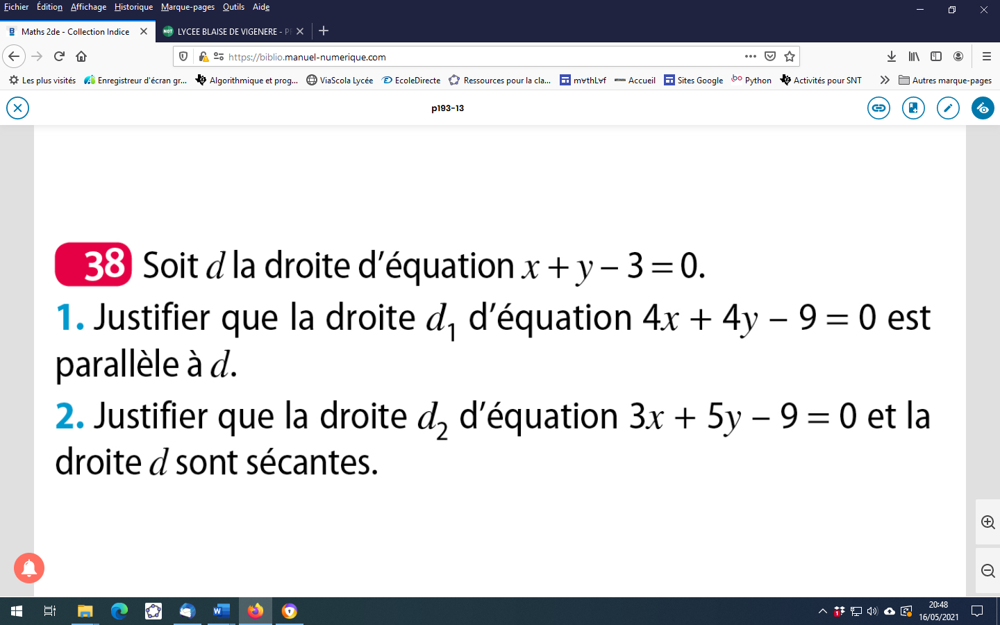 Fichier Édition Affichage Historique Marque-pages Outils Aide
Maths 2de - Collection Indice
LYCEE BLAISE DE VIGENERE - P
https://biblio.manuel-numerique.com
Les plus visités Enregistreur d'écran gr... Algorithmique et prog... ViaScola Lycée EcoleDirecte Ressources pour la cla... m∀thL∀f Accueil Sites Google Python Activités pour SNT Autres marque-pages
p193-13
38 Soit d la droite d'équation x + y – 3 = 0.
1. Justifier que la droite d₁ d'équation 4x + 4y – 9 = 0 est
parallèle à d.
2. Justifier que la droite d₂ d'équation 3x + 5y – 9 = 0 et la
droite d sont sécantes.
20:48
16/05/2021